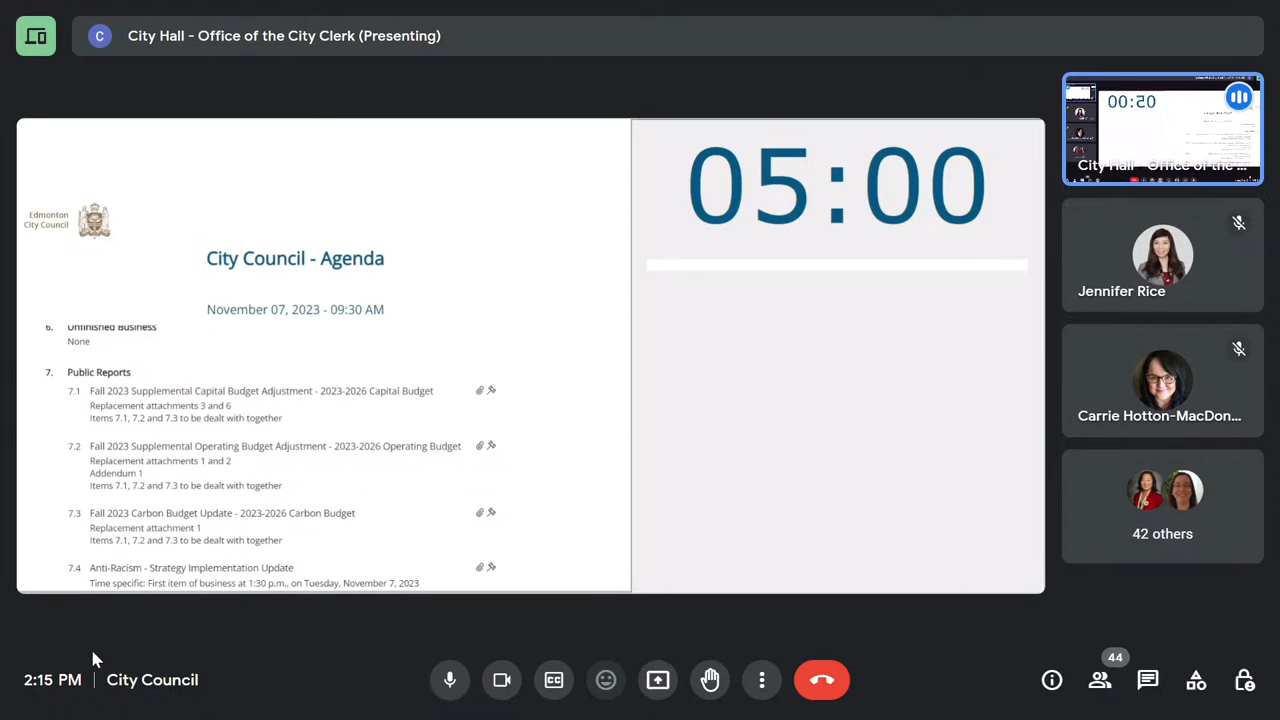 C City Hall - Office of the City Clerk (Presenting)
Edmonton
City Council
City Council - Agenda
November 07, 2023 - 09:30 AM
6. Unfinished Business
None
7. Public Reports
7.1 Fall 2023 Supplemental Capital Budget Adjustment - 2023-2026 Capital Budget
Replacement attachments 3 and 6
Items 7.1, 7.2 and 7.3 to be dealt with together
7.2 Fall 2023 Supplemental Operating Budget Adjustment - 2023-2026 Operating Budget
Replacement attachments 1 and 2
Addendum 1
Items 7.1, 7.2 and 7.3 to be dealt with together
7.3 Fall 2023 Carbon Budget Update - 2023-2026 Carbon Budget
Replacement attachment 1
Items 7.1, 7.2 and 7.3 to be dealt with together
7.4 Anti-Racism - Strategy Implementation Update
Time specific: First item of business at 1:30 p.m., on Tuesday, November 7, 2023
05:00
05:00
City Hall - Office of the ...
Jennifer Rice
Carrie Hotton-MacDon...
42 others
2:15 PM | City Council
CC
44